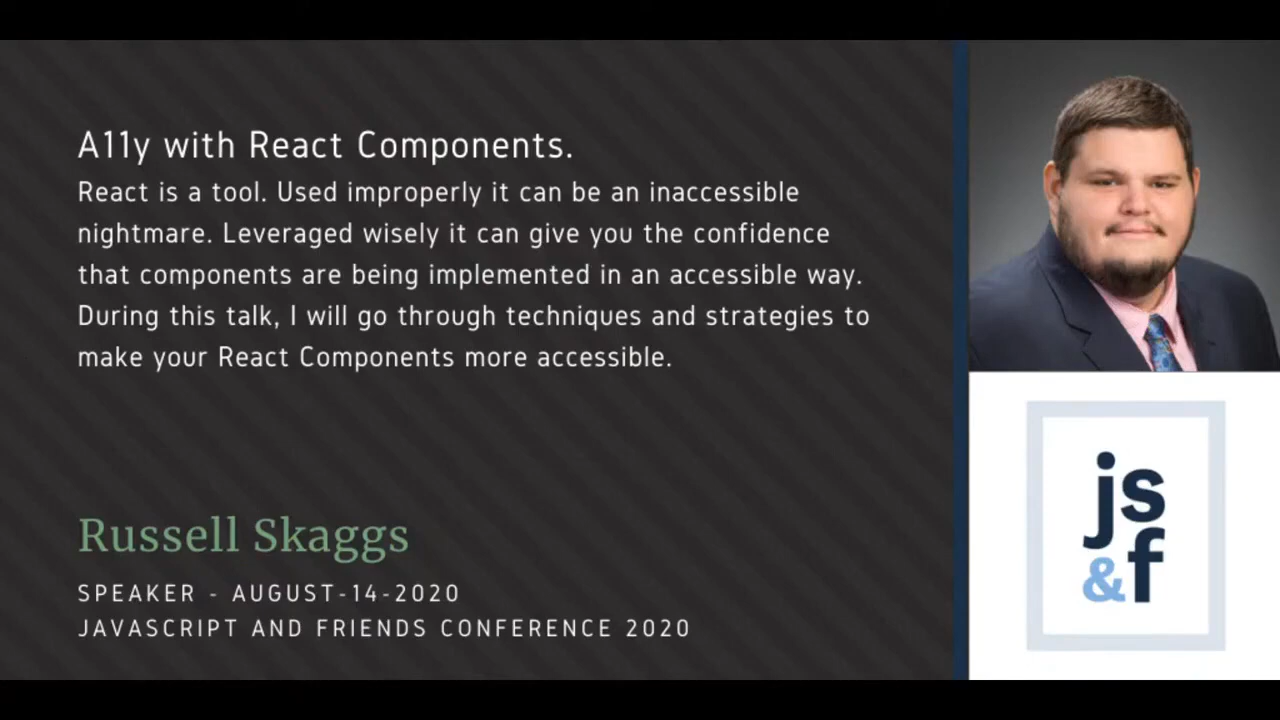 A11y with React Components.
React is a tool. Used improperly it can be an inaccessible
nightmare. Leveraged wisely it can give you the confidence
that components are being implemented in an accessible way.
During this talk, I will go through techniques and strategies to
make your React Components more accessible.
Russell Skaggs
SPEAKER - AUGUST-14-2020
JAVASCRIPT AND FRIENDS CONFERENCE 2020
js
&f